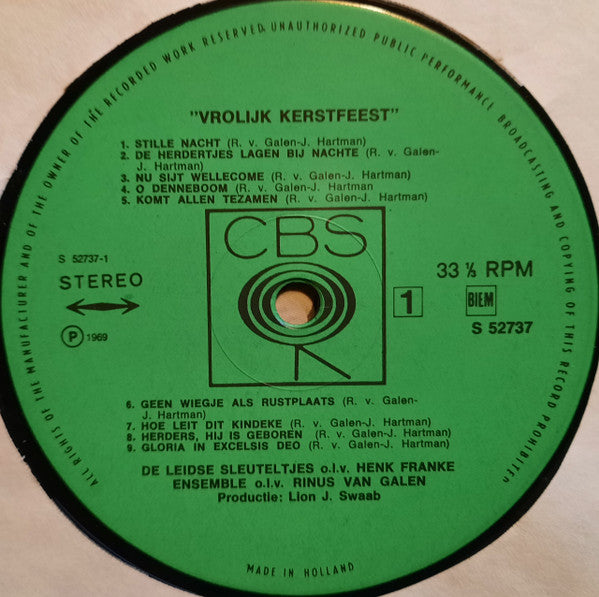 ALL RIGHTS OF THE MANUFACTURER AND OF THE OWNER OF THE RECORDED WORK RESERVED. UNAUTHORIZED PUBLIC PERFORMANCE BROADCASTING AND COPYING OF THIS RECORD PROHIBITED
"VROLIJK KERSTFEEST"
1. STILLE NACHT (R. v. Galen-J. Hartman)
2. DE HERDERTJES LAGEN BIJ NACHTE (R. v. Galen-
J. Hartman)
3. NU SIJT WELLECOME (R. v. Galen-J. Hartman)
4. O DENNEBOOM (R. v. Galen-J. Hartman
5. KOMT ALLEN TEZAMEN (R. v. Galen-J. Hartman)
CBS
S 52737-1
STEREO
33 ⅓ RPM
1
BIEM
S 52737
P 1969
6. GEEN WIEGJE ALS RUSTPLAATS (R. v. Galen-
J. Hartman)
7. HOE LEIT DIT KINDEKE (R. v. Galen-J. Hartman)
8. HERDERS, HIJ IS GEBOREN (R. v. Galen-J. Hartman)
9. GLORIA IN EXCELSIS DEO (R. v. Galen-J. Hartman)
DE LEIDSE SLEUTELTJES o.l.v. HENK FRANKE
ENSEMBLE o.l.v. RINUS VAN GALEN
Productie: Lion J. Swaab
MADE IN HOLLAND